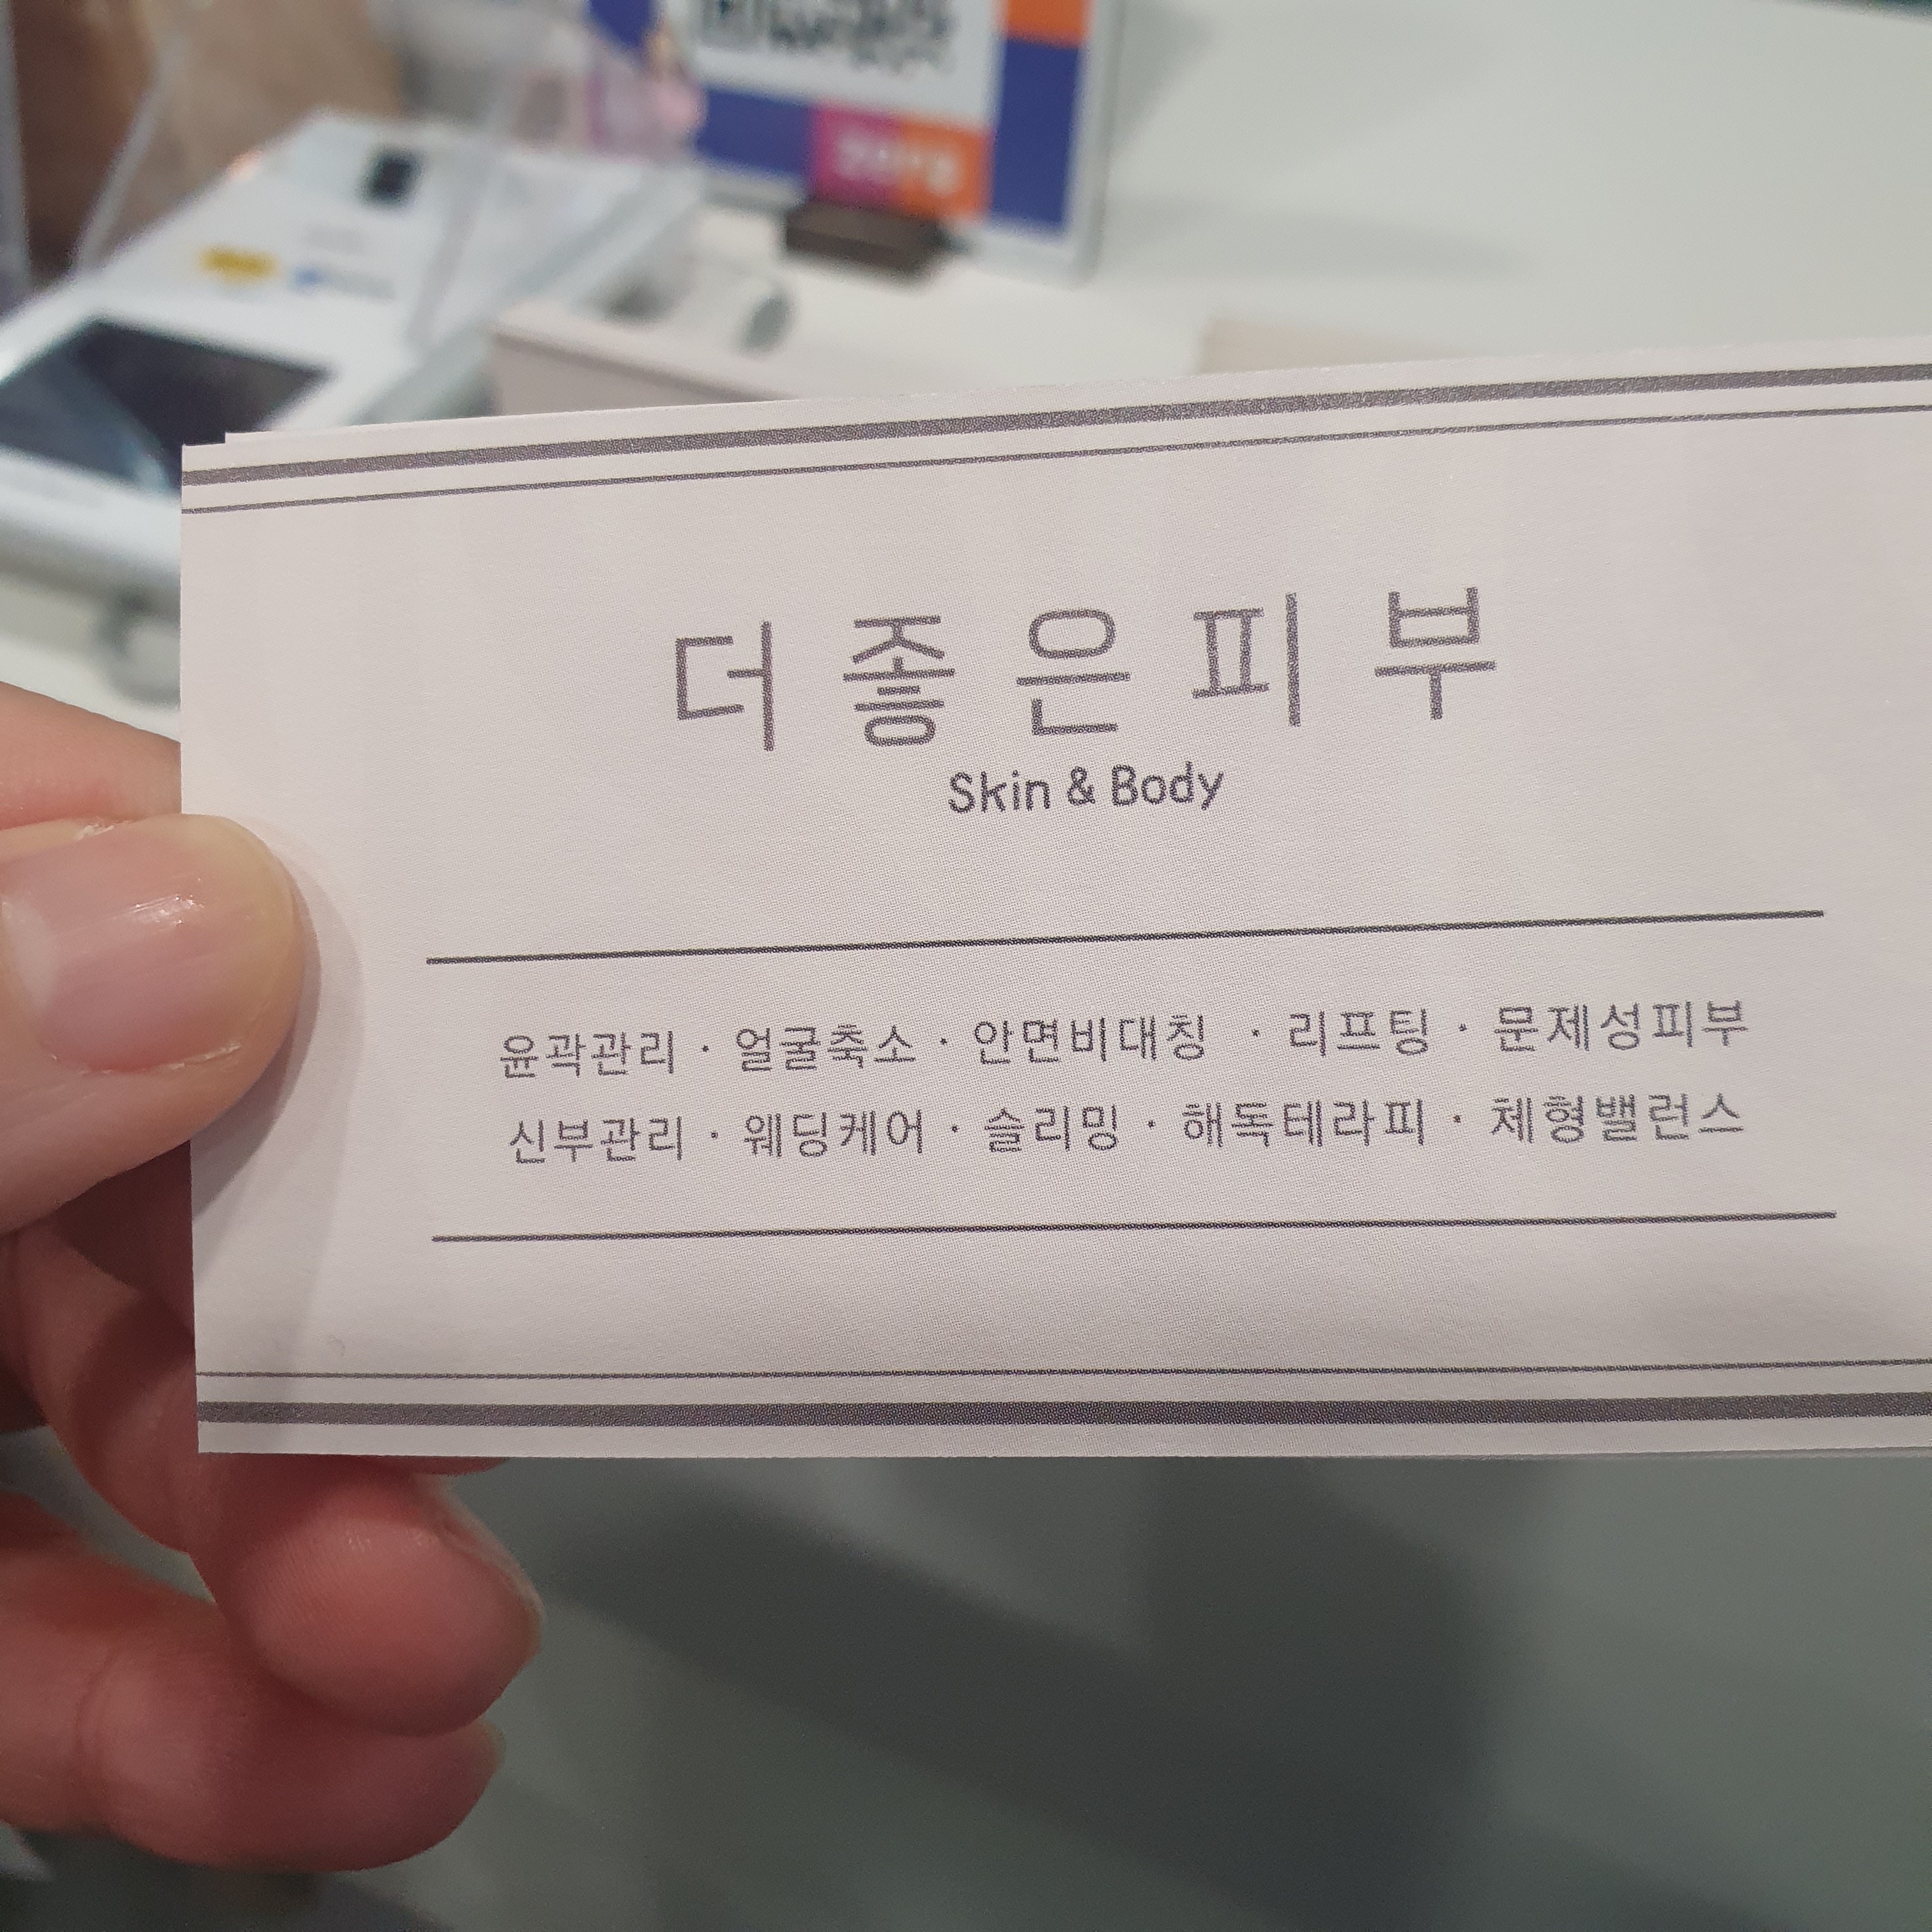 더좋은피부
Skin & Body
윤곽관리 · 얼굴축소 · 안면비대칭 · 리프팅 · 문제성피부
신부관리 · 웨딩케어 · 슬리밍 · 해독테라피 · 체형밸런스